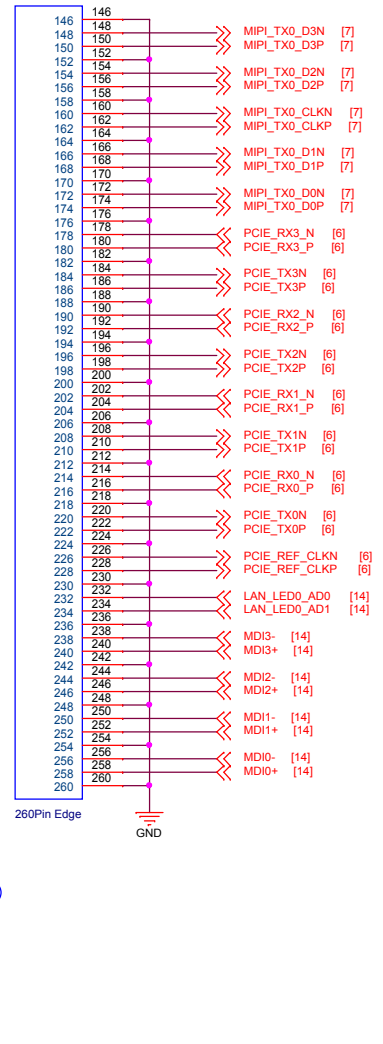 146 146
148 148 MIPI_TX0_D3N [7]
150 150 MIPI_TX0_D3P [7]
152 152
154 154 MIPI_TX0_D2N [7]
156 156 MIPI_TX0_D2P [7]
158 158
160 160 MIPI_TX0_CLKN [7]
162 162 MIPI_TX0_CLKP [7]
164 164
166 166 MIPI_TX0_D1N [7]
168 168 MIPI_TX0_D1P [7]
170 170
172 172 MIPI_TX0_D0N [7]
174 174 MIPI_TX0_D0P [7]
176 176
178 178 PCIE_RX3_N [6]
180 180 PCIE_RX3_P [6]
182 182
184 184 PCIE_TX3N [6]
186 186 PCIE_TX3P [6]
188 188
190 190 PCIE_RX2_N [6]
192 192 PCIE_RX2_P [6]
194 194
196 196 PCIE_TX2N [6]
198 198 PCIE_TX2P [6]
200 200
202 202 PCIE_RX1_N [6]
204 204 PCIE_RX1_P [6]
206 206
208 208 PCIE_TX1N [6]
210 210 PCIE_TX1P [6]
212 212
214 214 PCIE_RX0_N [6]
216 216 PCIE_RX0_P [6]
218 218
220 220 PCIE_TX0N [6]
222 222 PCIE_TX0P [6]
224 224
226 226 PCIE_REF_CLKN [6]
228 228 PCIE_REF_CLKP [6]
230 230
232 232 LAN_LED0_AD0 [14]
234 234 LAN_LED0_AD1 [14]
236 236
238 238 MDI3- [14]
240 240 MDI3+ [14]
242 242
244 244 MDI2- [14]
246 246 MDI2+ [14]
248 248
250 250 MDI1- [14]
252 252 MDI1+ [14]
254 254
256 256 MDI0- [14]
258 258 MDI0+ [14]
260 260
260Pin Edge
GND
)